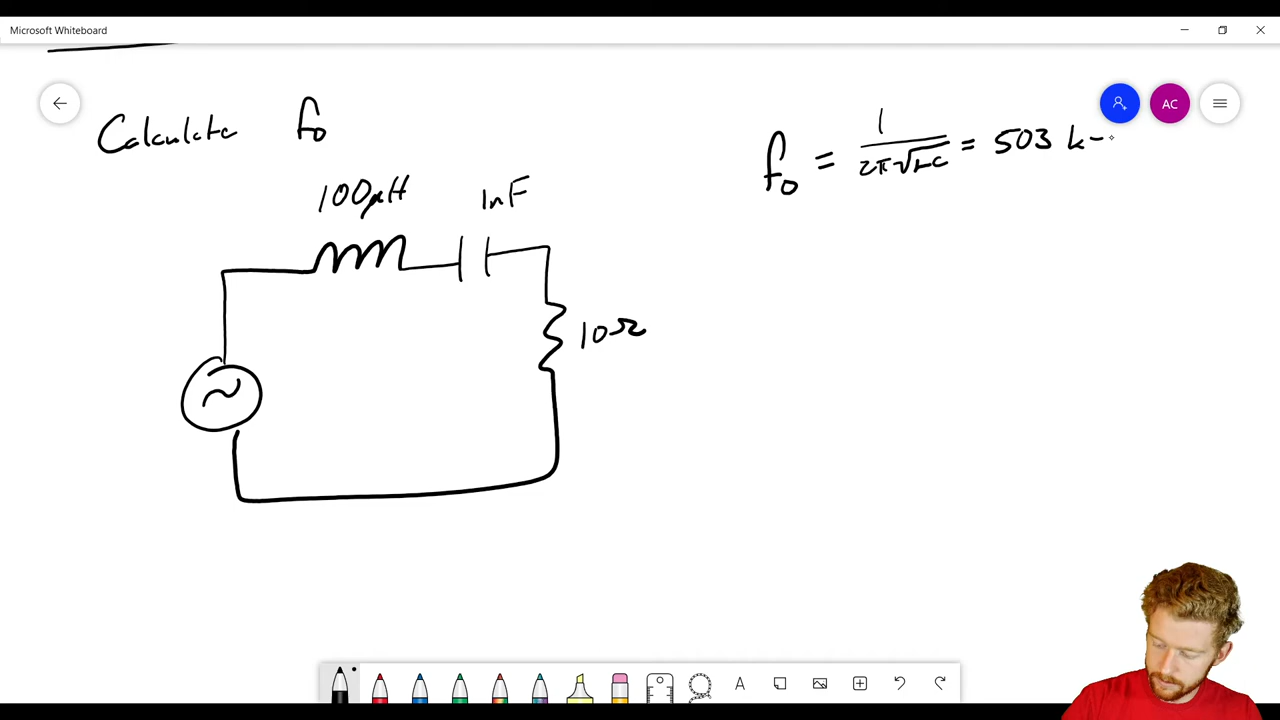 Microsoft Whiteboard
Calculate f₀
f₀ = 1/(2π√LC) = 503 k
AC
100μH 1nF
10Ω
A